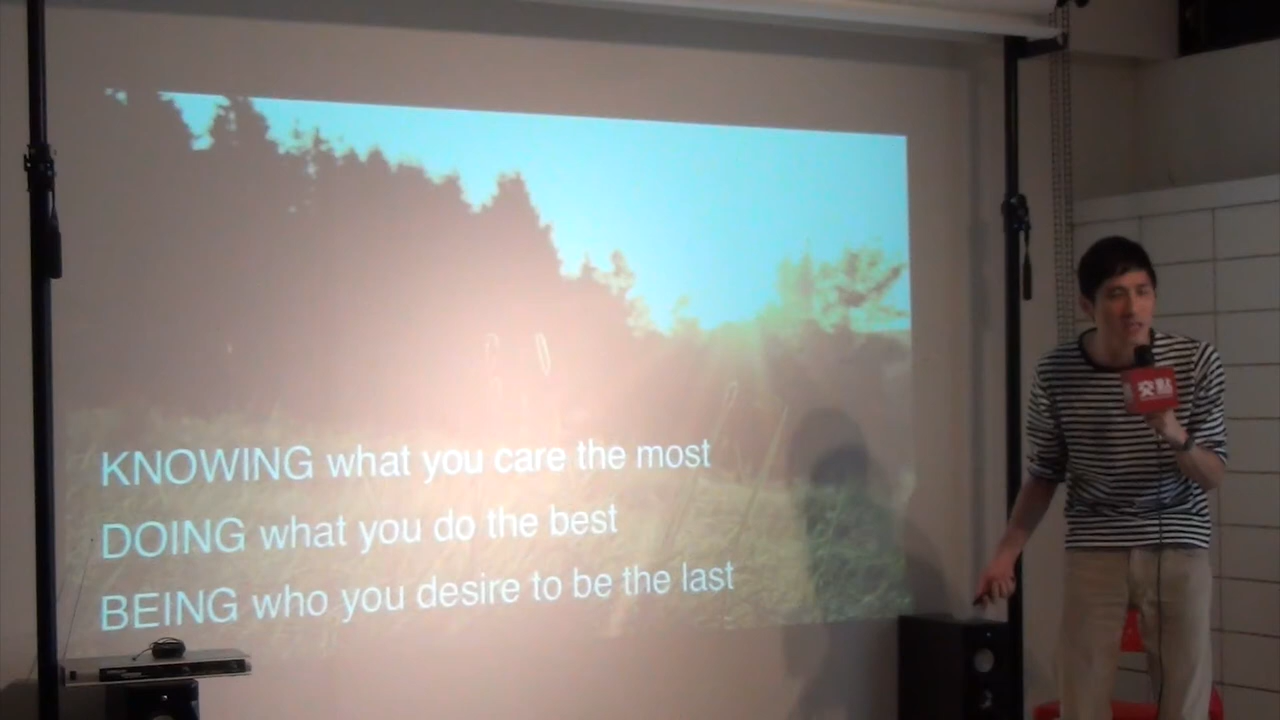 KNOWING what you care the most
DOING what you do the best
BEING who you desire to be the last
交點